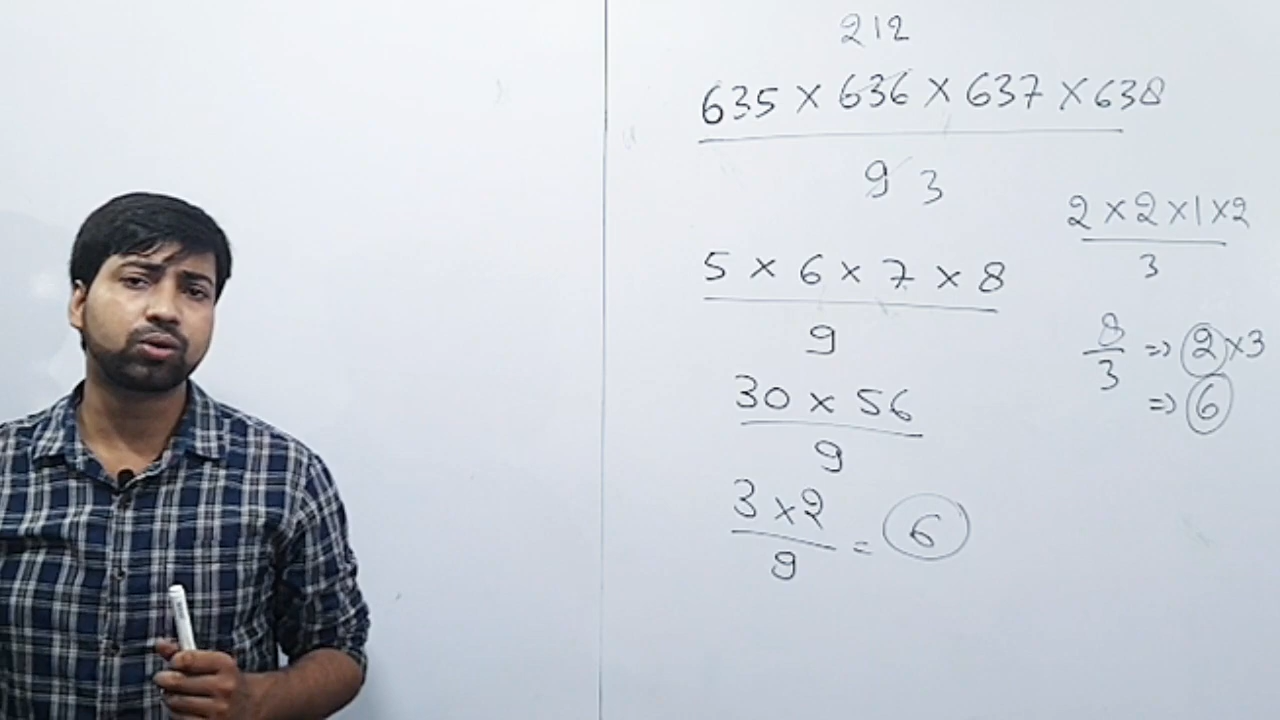 212
635 × 636 × 637 × 638
9 3
5 × 6 × 7 × 8
9
30 × 56
9
3 × 2
9
= 6
2 × 2 × 1 × 2
3
8
3
=> 2 × 3
=> 6